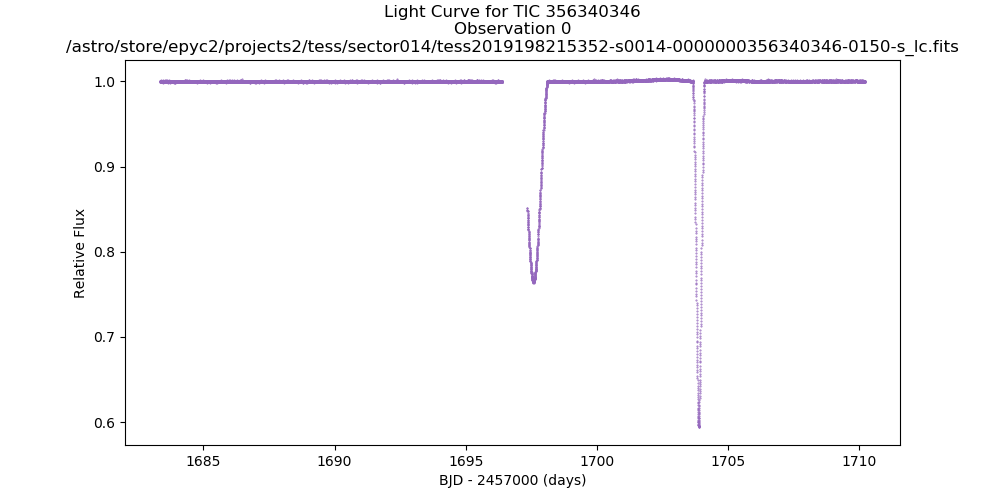 Light Curve for TIC 356340346
Observation 0
/astro/store/epyc2/projects2/tess/sector014/tess2019198215352-s0014-0000000356340346-0150-s_lc.fits
1.0
0.9
0.8
0.7
0.6
Relative Flux
1685
1690
1695
1700
1705
1710
BJD - 2457000 (days)